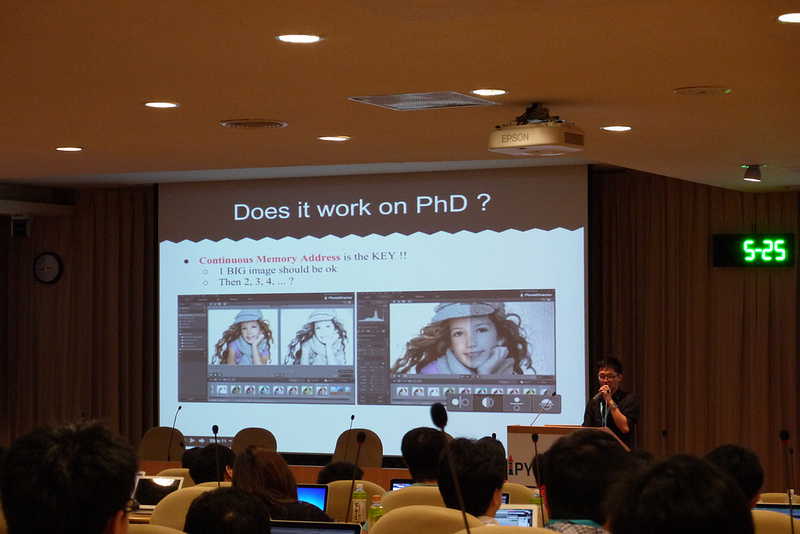 EPSON
Does it work on PhD ?
5-25
Continuous Memory Address is the KEY !!
1 BIG image should be ok
Then 2, 3, 4, ... ?
PhotoDirector
PhotoDirector
PY